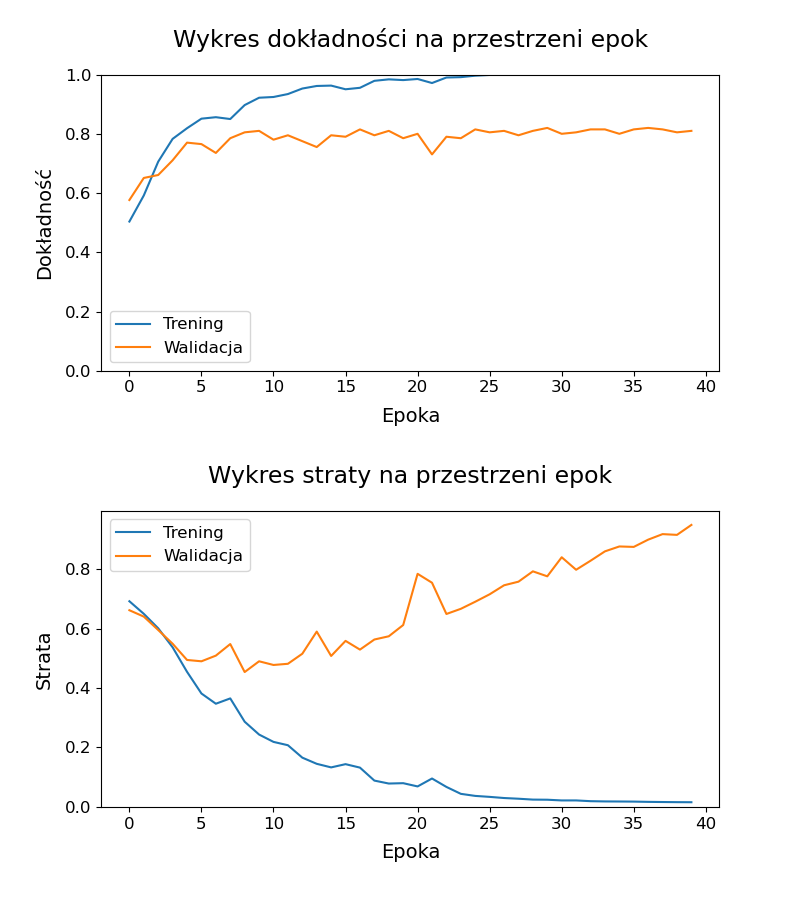 Wykres dokładności na przestrzeni epok
1.0
0.8
0.6
0.4
0.2
0.0
Dokładność
Trening
Walidacja
0 5 10 15 20 25 30 35 40
Epoka
Wykres straty na przestrzeni epok
Trening
Walidacja
0.8
0.6
0.4
0.2
0.0
Strata
0 5 10 15 20 25 30 35 40
Epoka